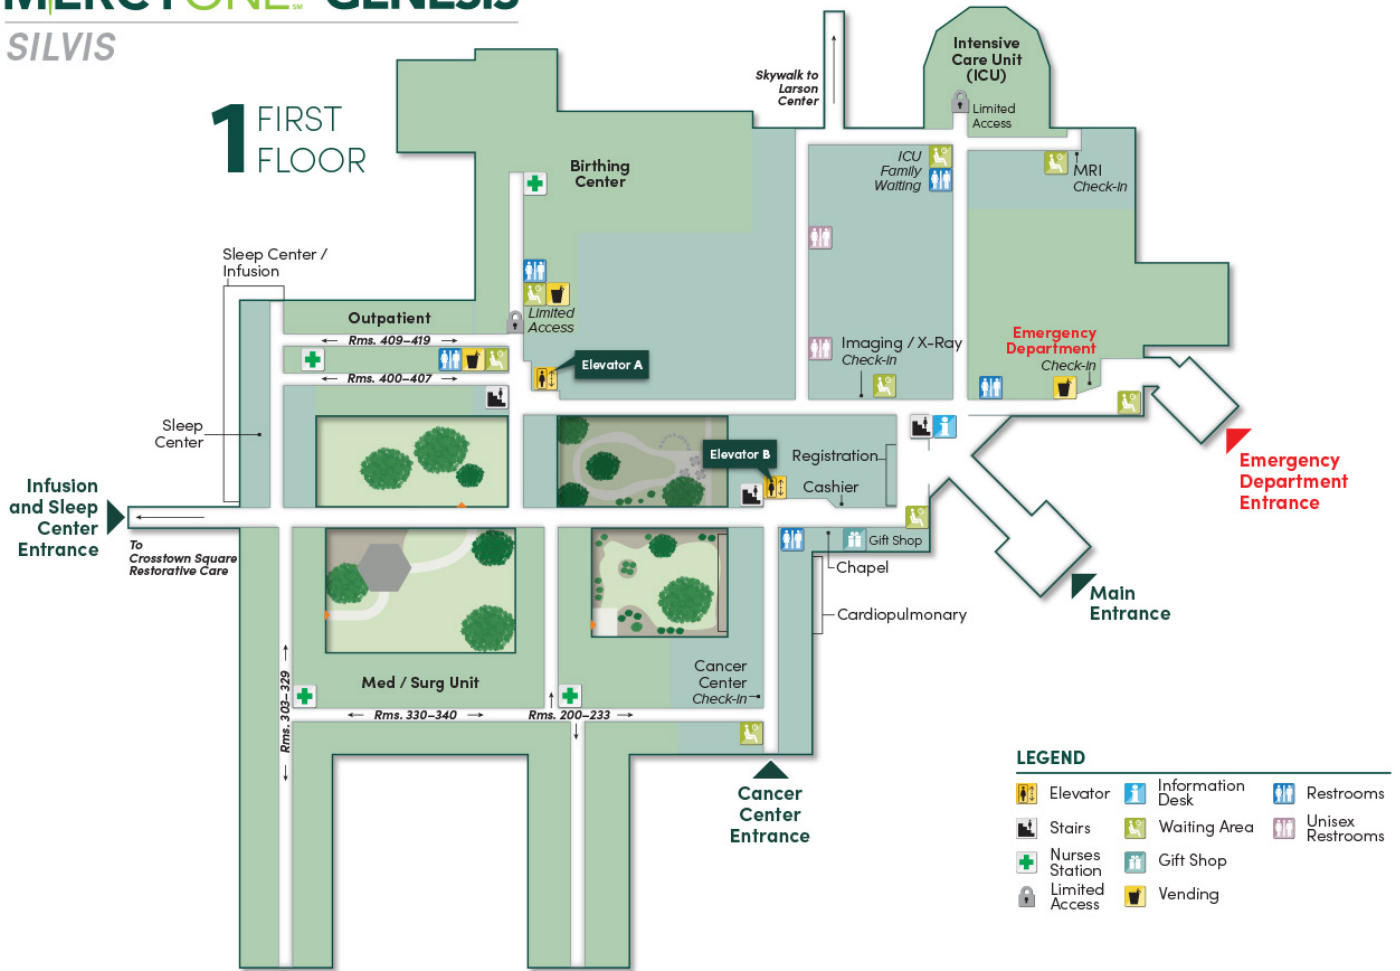 MERCYONE℠ GENESIS
SILVIS
1 FIRST
FLOOR
Skywalk to
Larson
Center
Intensive
Care Unit
(ICU)
Limited
Access
ICU
Family
Waiting
MRI
Check-In
Birthing
Center
Sleep Center /
Infusion
Limited
Access
Outpatient
Rms. 409–419
Rms. 400–407
Elevator A
Imaging / X-Ray
Check-In
Emergency
Department
Check-In
Sleep
Center
Elevator B
Registration
Cashier
Emergency
Department
Entrance
Infusion
and Sleep
Center
Entrance
To
Crosstown Square
Restorative Care
Gift Shop
Chapel
Cardiopulmonary
Main
Entrance
Rms. 303–329
Med / Surg Unit
Cancer
Center
Check-In
Rms. 330–340
Rms. 200–233
Cancer
Center
Entrance
LEGEND
Elevator
Information
Desk
Restrooms
Stairs
Waiting Area
Unisex
Restrooms
Nurses
Station
Gift Shop
Limited
Access
Vending